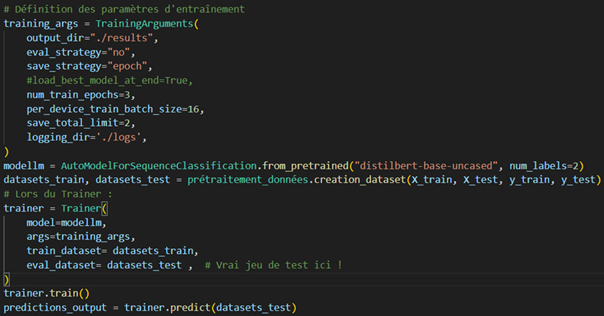 # Définition des paramètres d'entraînement
training_args = TrainingArguments(
    output_dir="./results",
    eval_strategy="no",
    save_strategy="epoch",
    #load_best_model_at_end=True,
    num_train_epochs=3,
    per_device_train_batch_size=16,
    save_total_limit=2,
    logging_dir='./logs',
)
modellm = AutoModelForSequenceClassification.from_pretrained("distilbert-base-uncased", num_labels=2)
datasets_train, datasets_test = prétraitement_données.creation_dataset(X_train, X_test, y_train, y_test)
# Lors du Trainer :
trainer = Trainer(
    model=modellm,
    args=training_args,
    train_dataset= datasets_train,
    eval_dataset= datasets_test ,  # Vrai jeu de test ici !
)
trainer.train()
predictions_output = trainer.predict(datasets_test)